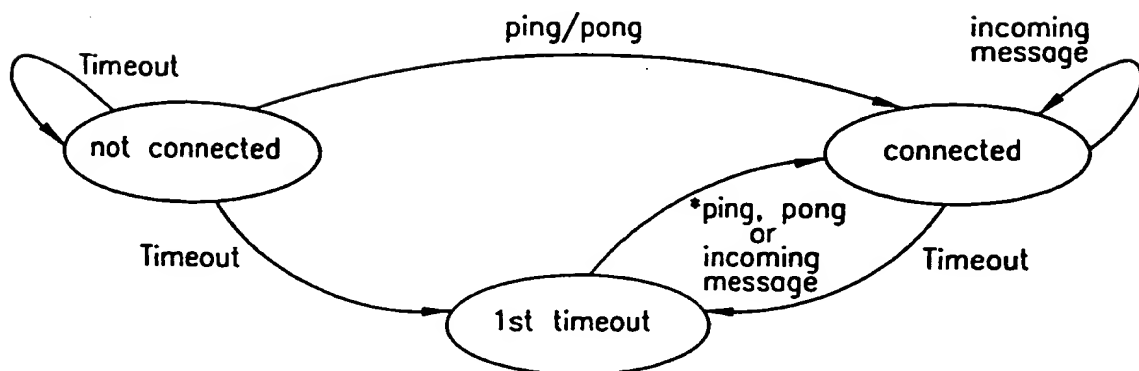 ping/pong
incoming
message
Timeout
not connected
connected
*ping, pong
or
incoming
message
Timeout
Timeout
1st timeout